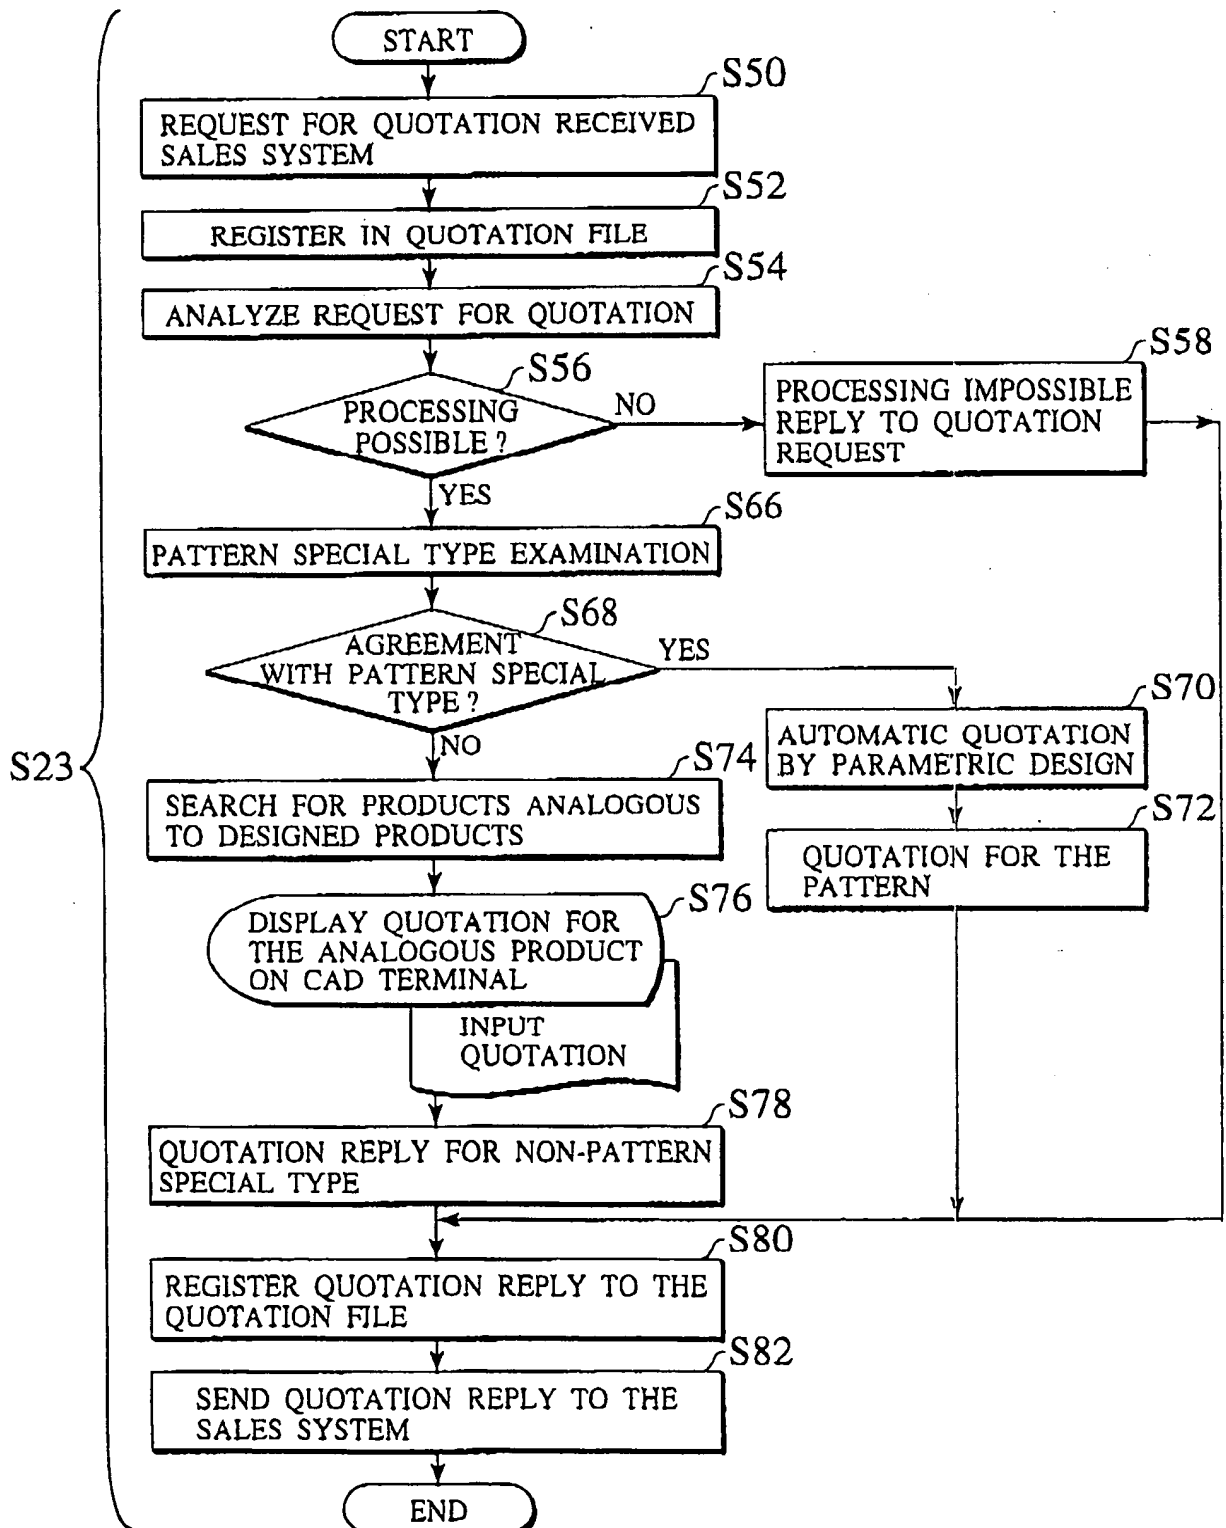 START
S50
REQUEST FOR QUOTATION RECEIVED
SALES SYSTEM
S52
REGISTER IN QUOTATION FILE
S54
ANALYZE REQUEST FOR QUOTATION
S56
PROCESSING
POSSIBLE?
NO
S58
PROCESSING IMPOSSIBLE
REPLY TO QUOTATION
REQUEST
YES
S66
PATTERN SPECIAL TYPE EXAMINATION
S68
AGREEMENT
WITH PATTERN SPECIAL
TYPE?
YES
S70
AUTOMATIC QUOTATION
BY PARAMETRIC DESIGN
S72
QUOTATION FOR THE
PATTERN
NO
S23
S74
SEARCH FOR PRODUCTS ANALOGOUS
TO DESIGNED PRODUCTS
S76
DISPLAY QUOTATION FOR
THE ANALOGOUS PRODUCT
ON CAD TERMINAL
INPUT
QUOTATION
S78
QUOTATION REPLY FOR NON-PATTERN
SPECIAL TYPE
S80
REGISTER QUOTATION REPLY TO THE
QUOTATION FILE
S82
SEND QUOTATION REPLY TO THE
SALES SYSTEM
END